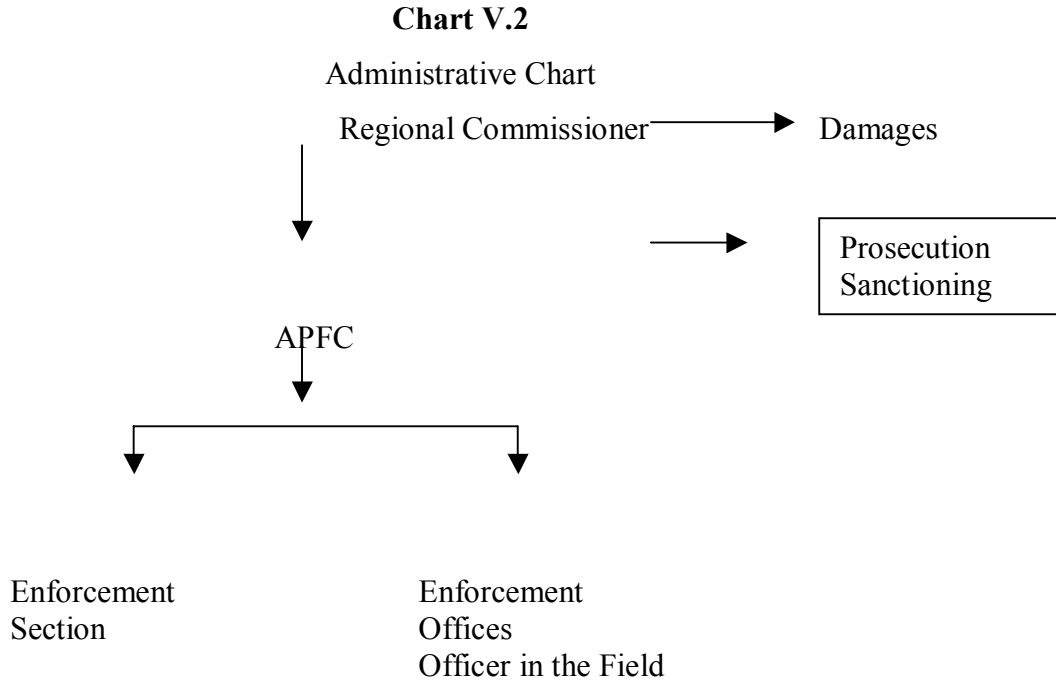 Chart V.2
Administrative Chart
Regional Commissioner
Damages
Prosecution
Sanctioning
APFC
Enforcement
Section
Enforcement
Offices
Officer in the Field